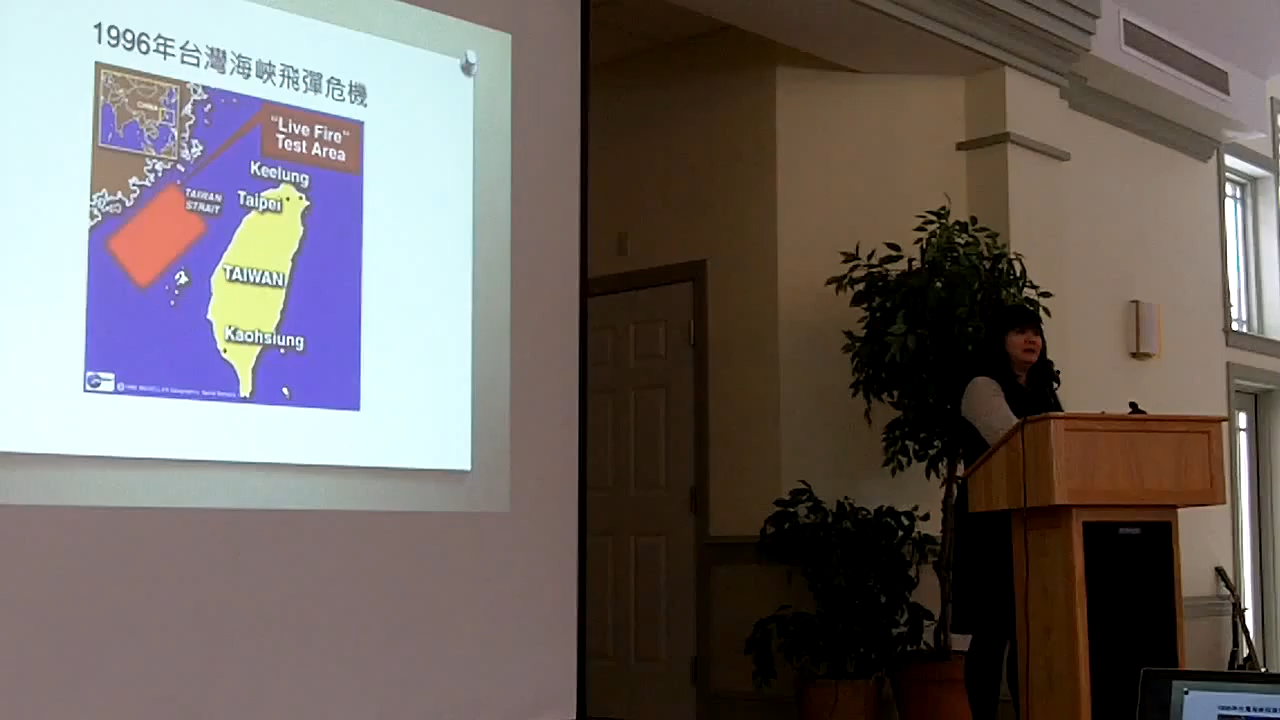 1996年台灣海峽飛彈危機
CHINA
"Live Fire"
Test Area
Keelung
TAIWAN
STRAIT
Taipei
TAIWAN
Kaohsiung